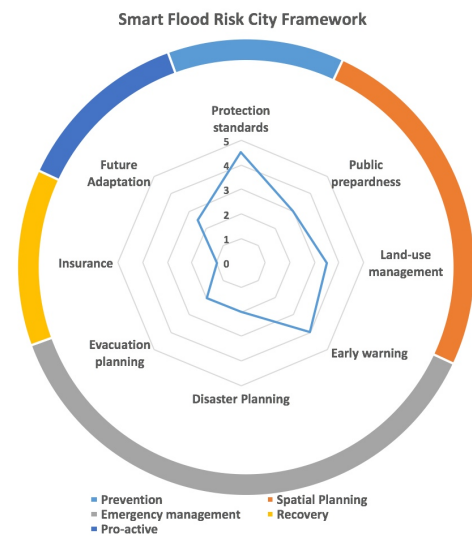 Smart Flood Risk City Framework
Protection
standards
Future
Adaptation
Public
prepardness
5
4
3
2
1
0
Insurance
Land-use
management
Evacuation
planning
Early warning
Disaster Planning
Prevention
Spatial Planning
Emergency management
Recovery
Pro-active